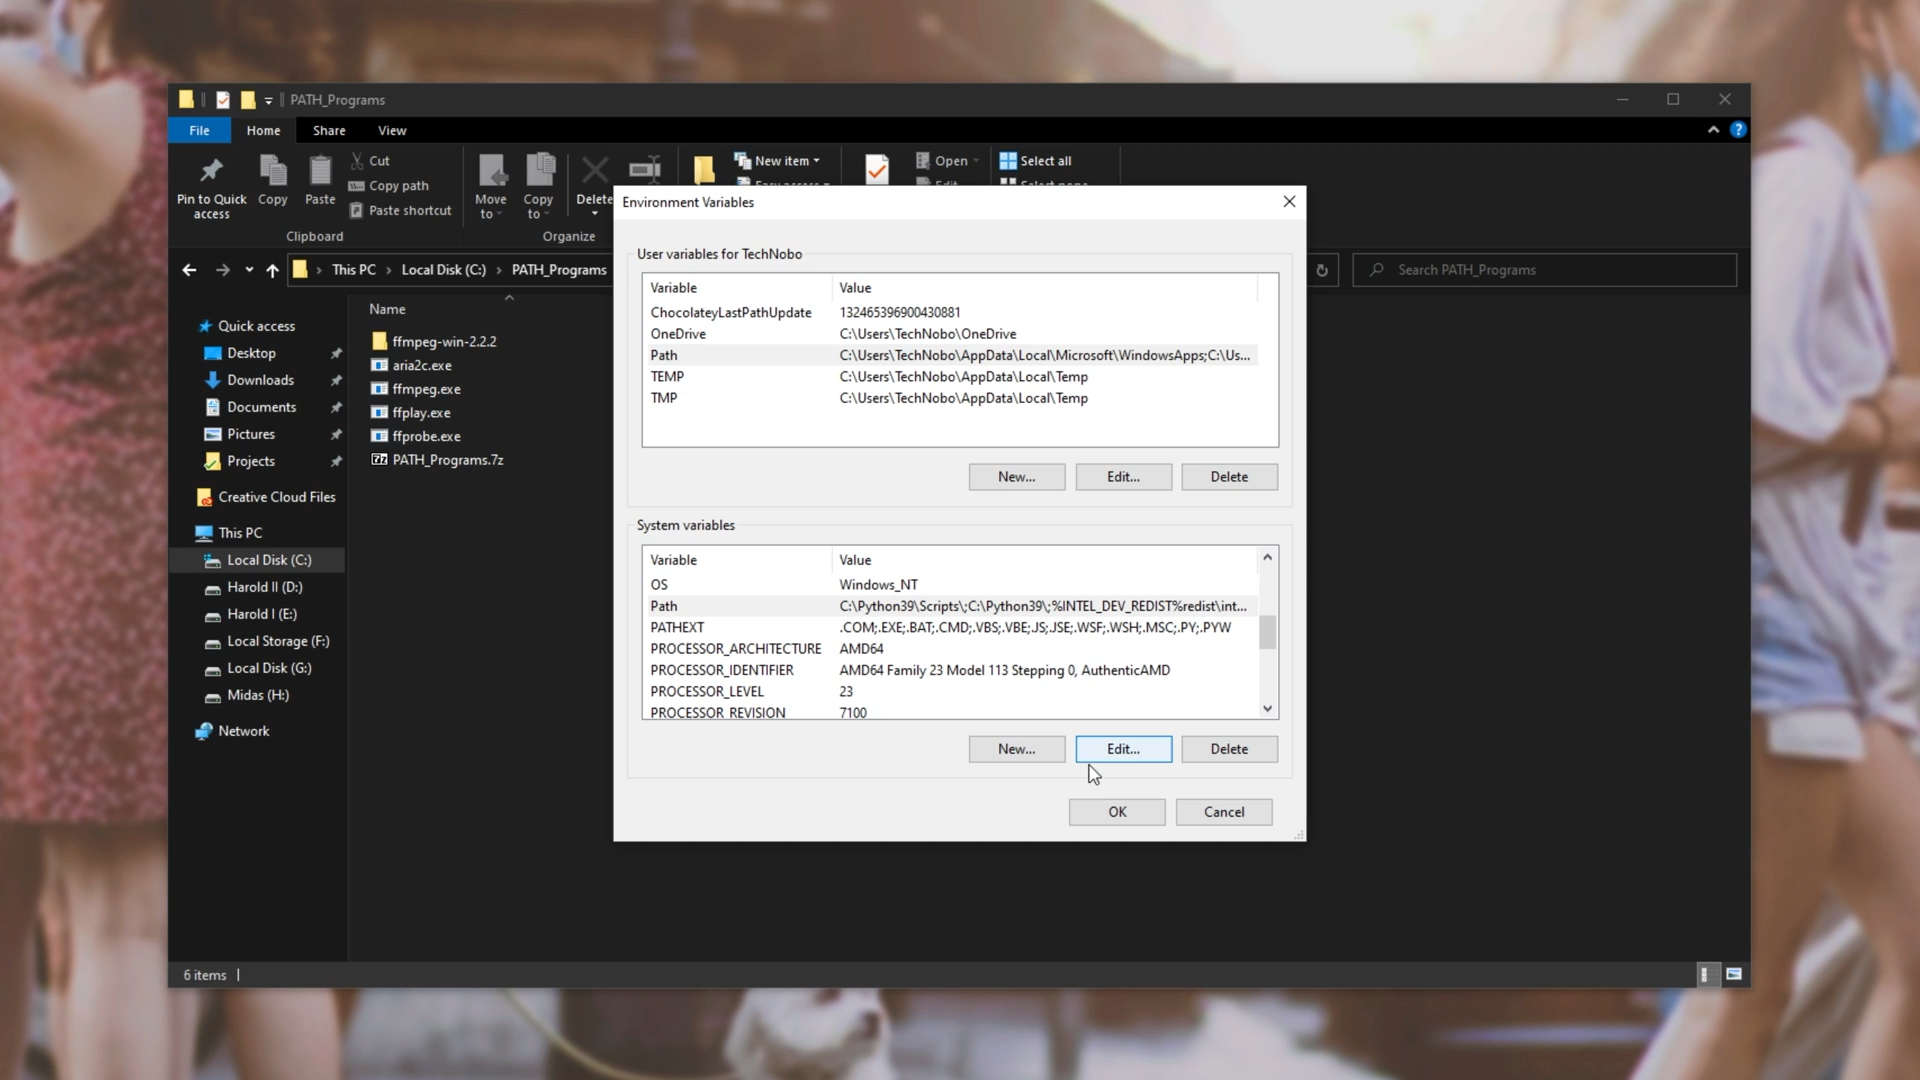 PATH_Programs
File Home Share View
Pin to Quick access
Copy
Paste
Cut
Copy path
Paste shortcut
Clipboard
Move to
Copy to
Delete
Organize
New item
Open
Select all
This PC > Local Disk (C:) > PATH_Programs
Search PATH_Programs
Quick access
Desktop
Downloads
Documents
Pictures
Projects
Creative Cloud Files
This PC
Local Disk (C:)
Harold II (D:)
Harold I (E:)
Local Storage (F:)
Local Disk (G:)
Midas (H:)
Network
Name
ffmpeg-win-2.2.2
aria2c.exe
ffmpeg.exe
ffplay.exe
ffprobe.exe
PATH_Programs.7z
6 items
Environment Variables
User variables for TechNobo
Variable Value
ChocolateyLastPathUpdate 132465396900430881
OneDrive C:\Users\TechNobo\OneDrive
Path C:\Users\TechNobo\AppData\Local\Microsoft\WindowsApps;C:\Us...
TEMP C:\Users\TechNobo\AppData\Local\Temp
TMP C:\Users\TechNobo\AppData\Local\Temp
New... Edit... Delete
System variables
Variable Value
OS Windows_NT
Path C:\Python39\Scripts\;C:\Python39\;%INTEL_DEV_REDIST%redist\int...
PATHEXT .COM;.EXE;.BAT;.CMD;.VBS;.VBE;.JS;.JSE;.WSF;.WSH;.MSC;.PY;.PYW
PROCESSOR_ARCHITECTURE AMD64
PROCESSOR_IDENTIFIER AMD64 Family 23 Model 113 Stepping 0, AuthenticAMD
PROCESSOR_LEVEL 23
PROCESSOR_REVISION 7100
New... Edit... Delete
OK Cancel